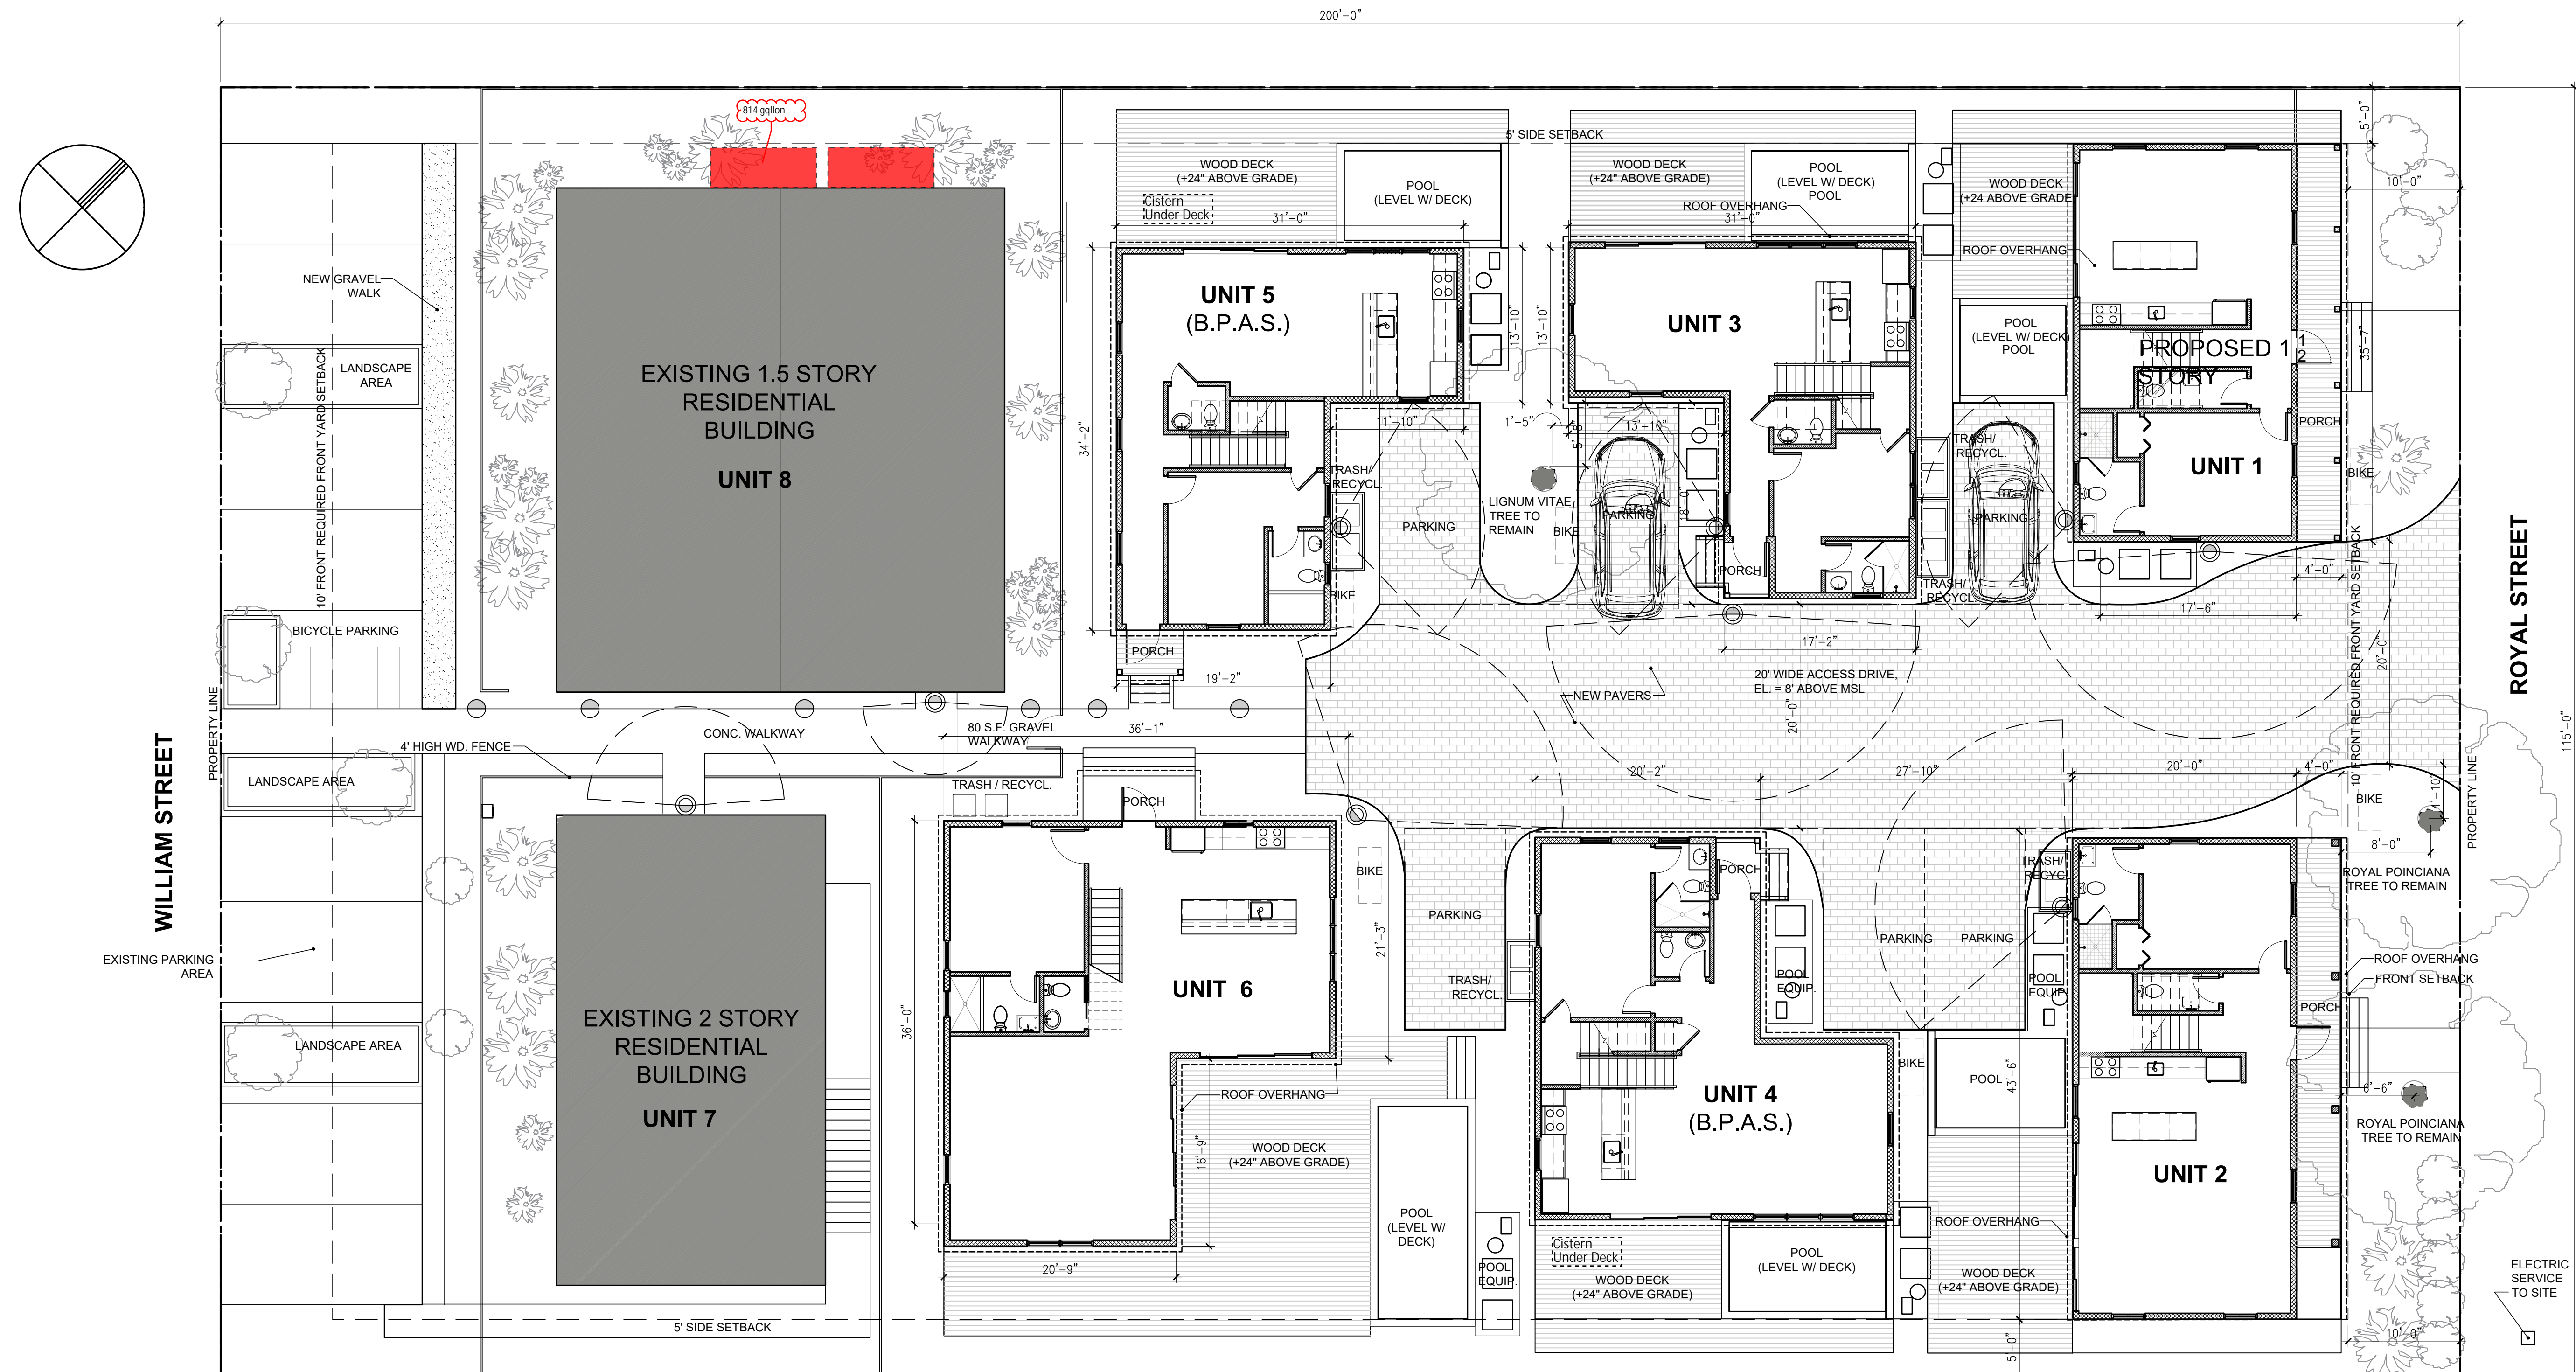 200'-0"
814 gqllon
5' SIDE SETBACK
5'-0"
10'-0"
WOOD DECK
(+24" ABOVE GRADE)
POOL
(LEVEL W/ DECK)
Cistern
Under Deck
31'-0"
WOOD DECK
(+24" ABOVE GRADE)
POOL
(LEVEL W/ DECK)
POOL
ROOF OVERHANG
31'-0"
WOOD DECK
(+24 ABOVE GRADE
ROOF OVERHANG
NEW GRAVEL
WALK
10' FRONT REQUIRED FRONT YARD SETBACK
LANDSCAPE
AREA
BICYCLE PARKING
EXISTING 1.5 STORY
RESIDENTIAL
BUILDING
UNIT 8
UNIT 5
(B.P.A.S.)
13'-10"
13'-10"
UNIT 3
POOL
(LEVEL W/ DECK)
POOL
PROPOSED 1 1/2
STORY
35'-7"
PORCH
UNIT 1
BIKE
34'-2"
1'-10"
1'-5"
5'-8"
13'-10"
TRASH/
RECYCL.
PARKING
LIGNUM VITAE
TREE TO
REMAIN
BIKE
PARKING
18'-0"
TRASH/
RECYCL.
PARKING
PORCH
TRASH/
RECYCL.
BIKE
4'-0"
17'-6"
10' FRONT REQUIRED FRONT YARD SETBACK
20'-0"
ROYAL STREET
115'-0"
PORCH
19'-2"
17'-2"
20' WIDE ACCESS DRIVE,
EL. = 8' ABOVE MSL
NEW PAVERS
20'-0"
PROPERTY LINE
WILLIAM STREET
4' HIGH WD. FENCE
CONC. WALKWAY
80 S.F. GRAVEL
WALKWAY
36'-1"
LANDSCAPE AREA
TRASH / RECYCL.
PORCH
20'-2"
27'-10"
20'-0"
4'-0"
BIKE
4'-10"
PROPERTY LINE
8'-0"
ROYAL POINCIANA
TREE TO REMAIN
BIKE
PARKING
PORCH
TRASH/
RECYCL.
EXISTING PARKING
AREA
21'-3"
36'-0"
UNIT 6
TRASH/
RECYCL.
POOL
EQUIP.
PARKING
PARKING
POOL
EQUIP.
ROOF OVERHANG
FRONT SETBACK
PORCH
LANDSCAPE AREA
EXISTING 2 STORY
RESIDENTIAL
BUILDING
UNIT 7
ROOF OVERHANG
UNIT 4
(B.P.A.S.)
BIKE
POOL
43'-6"
6'-6"
ROYAL POINCIANA
TREE TO REMAIN
WOOD DECK
(+24" ABOVE GRADE)
16'-9"
UNIT 2
POOL
(LEVEL W/
DECK)
ROOF OVERHANG
Cistern
Under Deck
POOL
(LEVEL W/ DECK)
20'-9"
POOL
EQUIP.
WOOD DECK
(+24" ABOVE GRADE)
WOOD DECK
(+24" ABOVE GRADE)
ELECTRIC
SERVICE
TO SITE
5' SIDE SETBACK
5'-0"
10'-0"